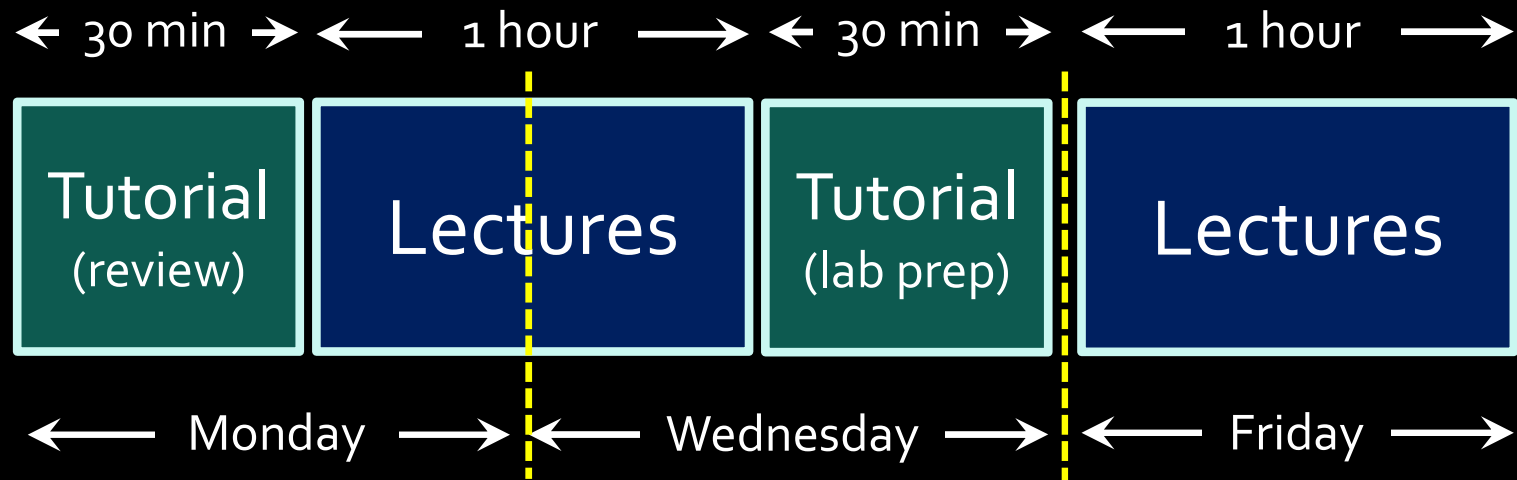 30 min 1 hour 30 min 1 hour
Tutorial
(review)
Lectures
Tutorial
(lab prep)
Lectures
Monday Wednesday Friday